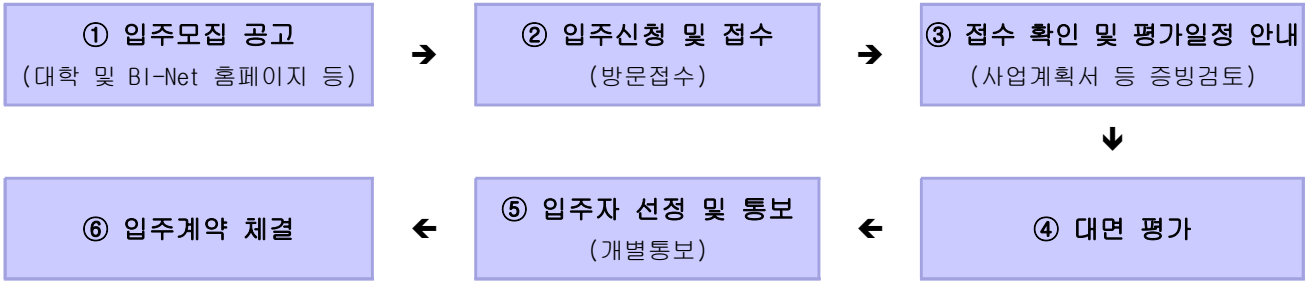 ① 입주모집 공고
(대학 및 BI-Net 홈페이지 등)
➔
② 입주신청 및 접수
(방문접수)
➔
③ 접수 확인 및 평가일정 안내
(사업계획서 등 증빙검토)
🡻
④ 대면 평가
🡸
⑤ 입주자 선정 및 통보
(개별통보)
🡸
⑥ 입주계약 체결